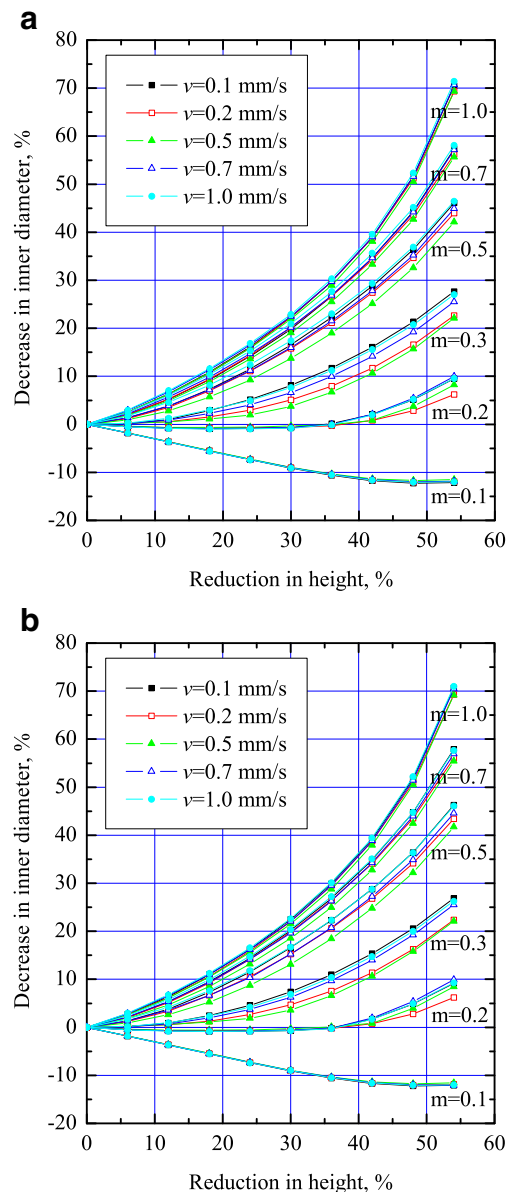 a
80
70
60
50
40
30
20
10
0
-10
-20
Decrease in inner diameter, %
v=0.1 mm/s
v=0.2 mm/s
v=0.5 mm/s
v=0.7 mm/s
v=1.0 mm/s
m=1.0
m=0.7
m=0.5
m=0.3
m=0.2
m=0.1
0 10 20 30 40 50 60
Reduction in height, %
b
80
70
60
50
40
30
20
10
0
-10
-20
Decrease in inner diameter, %
v=0.1 mm/s
v=0.2 mm/s
v=0.5 mm/s
v=0.7 mm/s
v=1.0 mm/s
m=1.0
m=0.7
m=0.5
m=0.3
m=0.2
m=0.1
0 10 20 30 40 50 60
Reduction in height, %